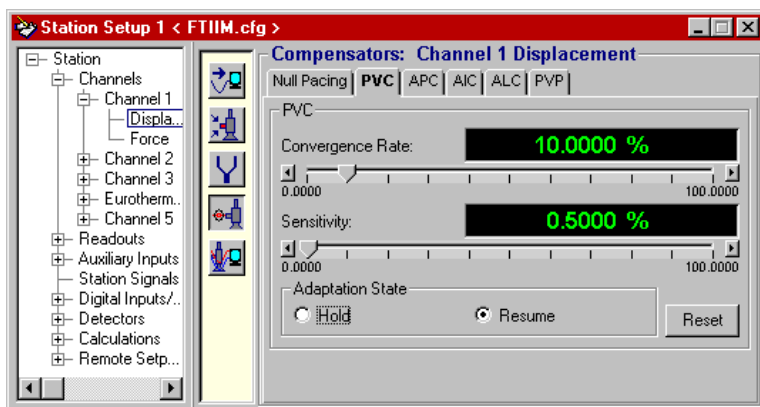 Station Setup 1 < FTIIM.cfg >
Station
Channels
Channel 1
Displa...
Force
Channel 2
Channel 3
Eurotherm..
Channel 5
Readouts
Auxiliary Inputs
Station Signals
Digital Inputs/..
Detectors
Calculations
Remote Setp...
Compensators: Channel 1 Displacement
Null Pacing PVC APC AIC ALC PVP
PVC
Convergence Rate: 10.0000 %
0.0000 100.0000
Sensitivity: 0.5000 %
0.0000 100.0000
Adaptation State
Hold Resume
Reset